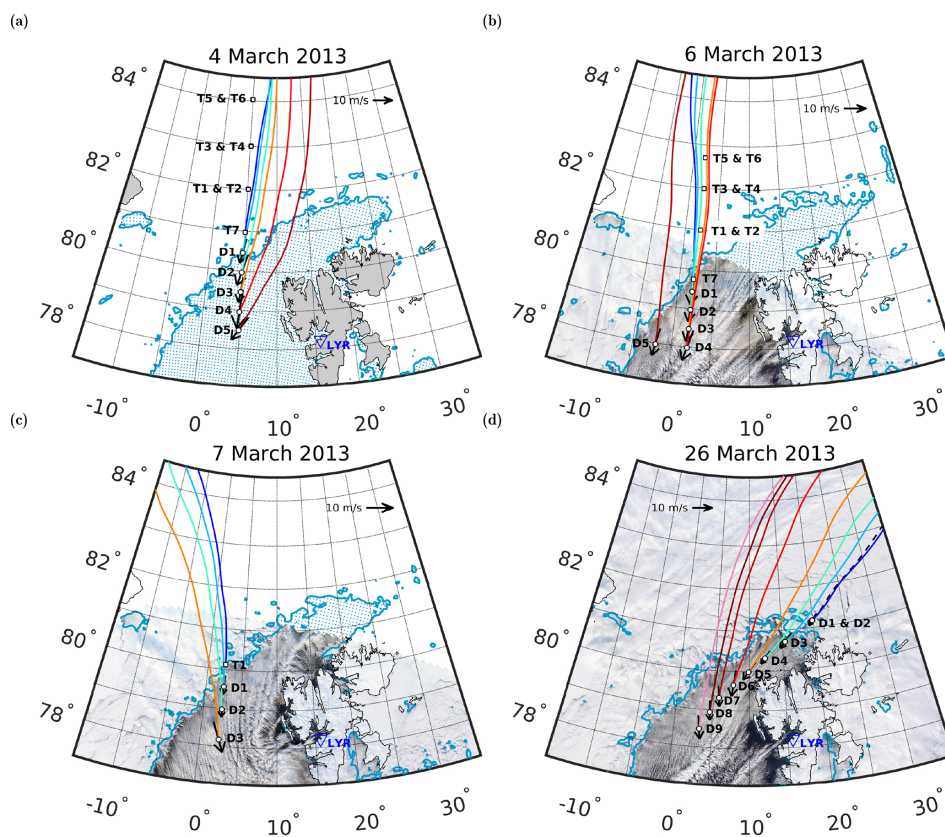 (a)
4 March 2013
84°
82°
80°
78°
-10°
0°
10°
20°
30°
10 m/s
T5 & T6
T3 & T4
T1 & T2
T7
D1
D2
D3
D4
D5
LYR
(b)
6 March 2013
84°
82°
80°
78°
-10°
0°
10°
20°
30°
10 m/s
T5 & T6
T3 & T4
T1 & T2
T7
D1
D2
D3
D5
D4
LYR
(c)
7 March 2013
84°
82°
80°
78°
-10°
0°
10°
20°
30°
10 m/s
T1
D1
D2
D3
LYR
(d)
26 March 2013
84°
82°
80°
78°
-10°
0°
10°
20°
30°
10 m/s
D1 & D2
D3
D4
D5
D6
D7
D8
D9
LYR